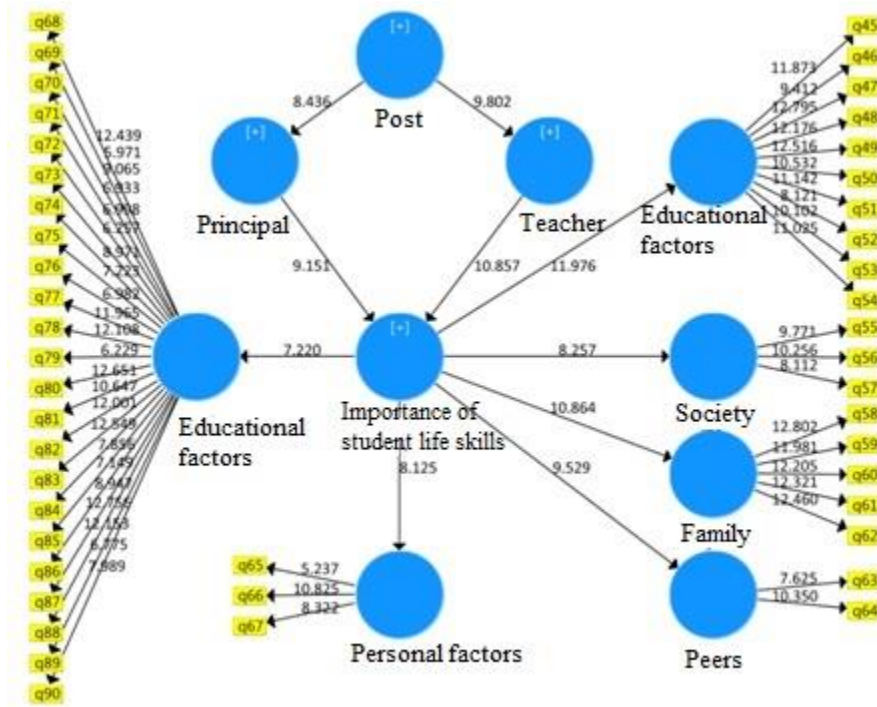 q68
q69
q70
q71
q72
q73
q74
q75
q76
q77
q78
q79
q80
q81
q82
q83
q84
q85
q86
q87
q88
q89
q90
12.439
5.971
9.065
6.257
8.971
7.223
6.982
11.965
12.108
6.229
12.651
10.647
12.001
12.549
7.855
7.149
8.947
12.755
12.153
6.775
7.989
Educational
factors
7.220
[+]
Post
8.436
9.802
[+]
Principal
[+]
Teacher
9.151
10.857
11.976
[+]
Importance of
student life skills
8.125
8.257
10.864
9.529
q65
q66
q67
5.237
10.825
8.322
Personal factors
Educational
factors
11.873
9.412
12.795
12.176
12.516
10.532
11.142
8.121
10.102
11.025
q45
q46
q47
q48
q49
q50
q51
q52
q53
q54
Society
9.771
10.256
8.112
q55
q56
q57
Family
12.802
11.981
12.205
12.321
12.460
q58
q59
q60
q61
q62
Peers
7.625
10.350
q63
q64